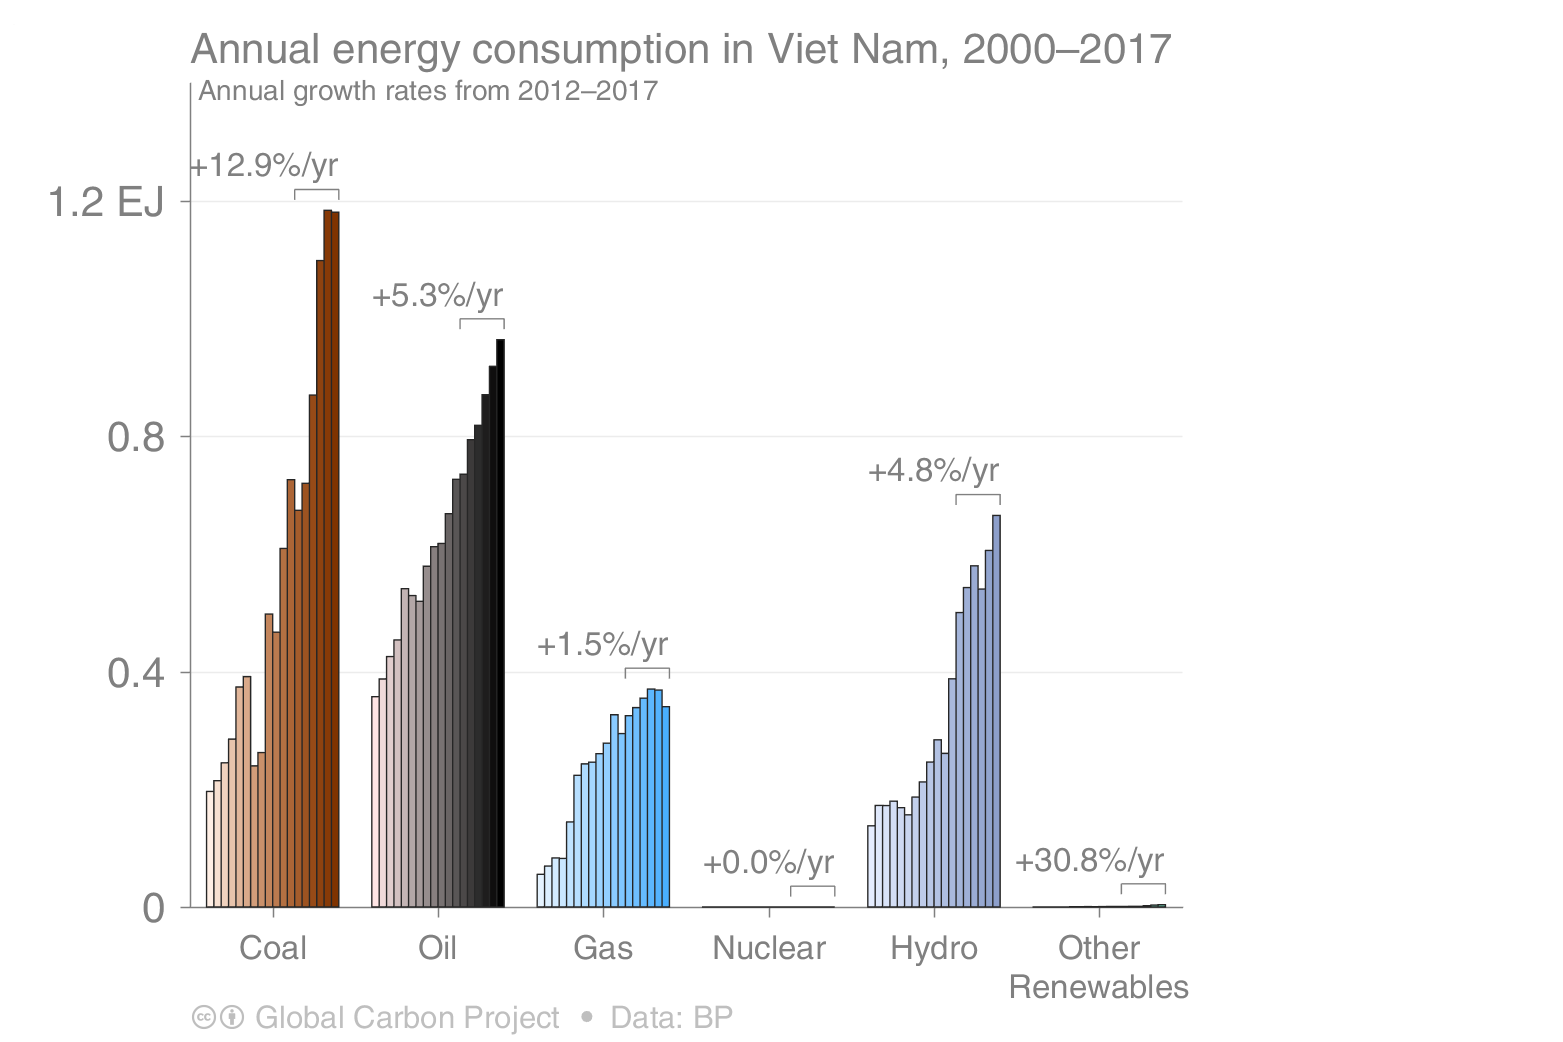 Annual energy consumption in Viet Nam, 2000–2017
Annual growth rates from 2012–2017
+12.9%/yr
1.2 EJ
+5.3%/yr
0.8
+4.8%/yr
+1.5%/yr
0.4
+0.0%/yr
+30.8%/yr
0
Coal
Oil
Gas
Nuclear
Hydro
Other
Renewables
cc Global Carbon Project • Data: BP